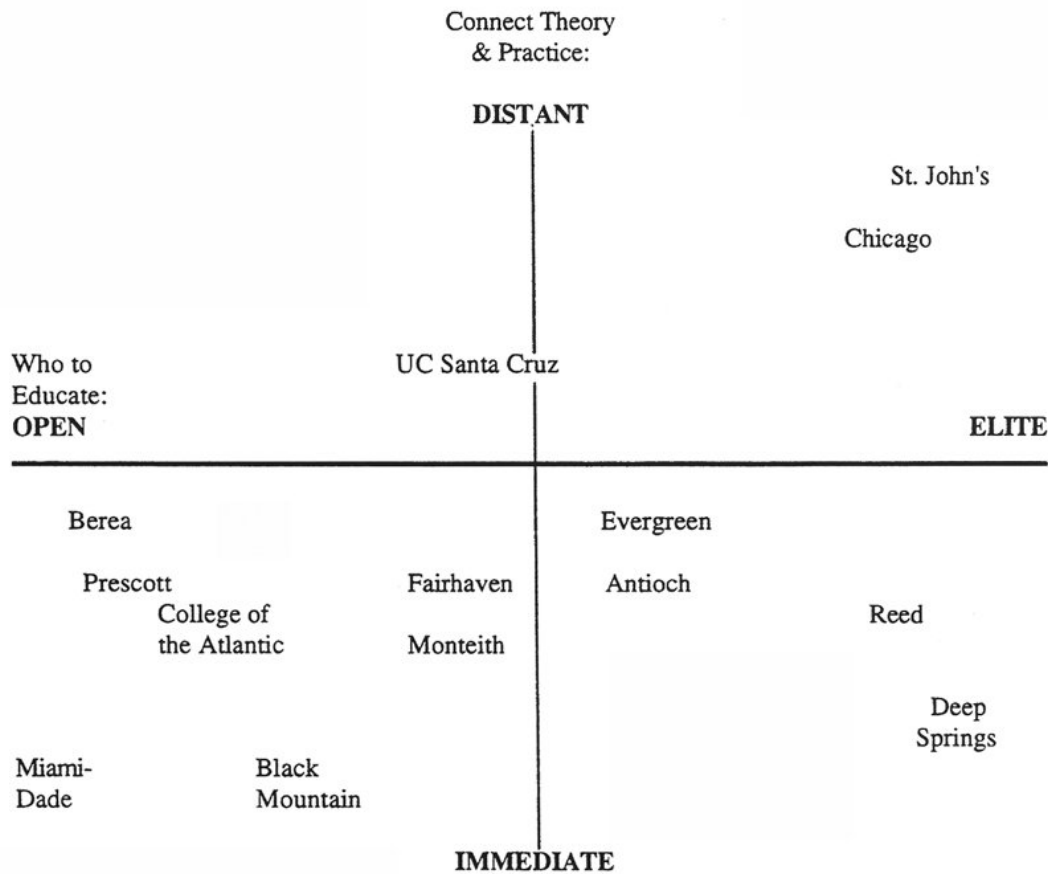 Connect Theory
& Practice:
DISTANT
St. John's
Chicago
UC Santa Cruz
Who to
Educate:
OPEN
ELITE
Berea
Evergreen
Prescott
Fairhaven
Antioch
College of
the Atlantic
Reed
Monteith
Deep
Springs
Miami-
Dade
Black
Mountain
IMMEDIATE